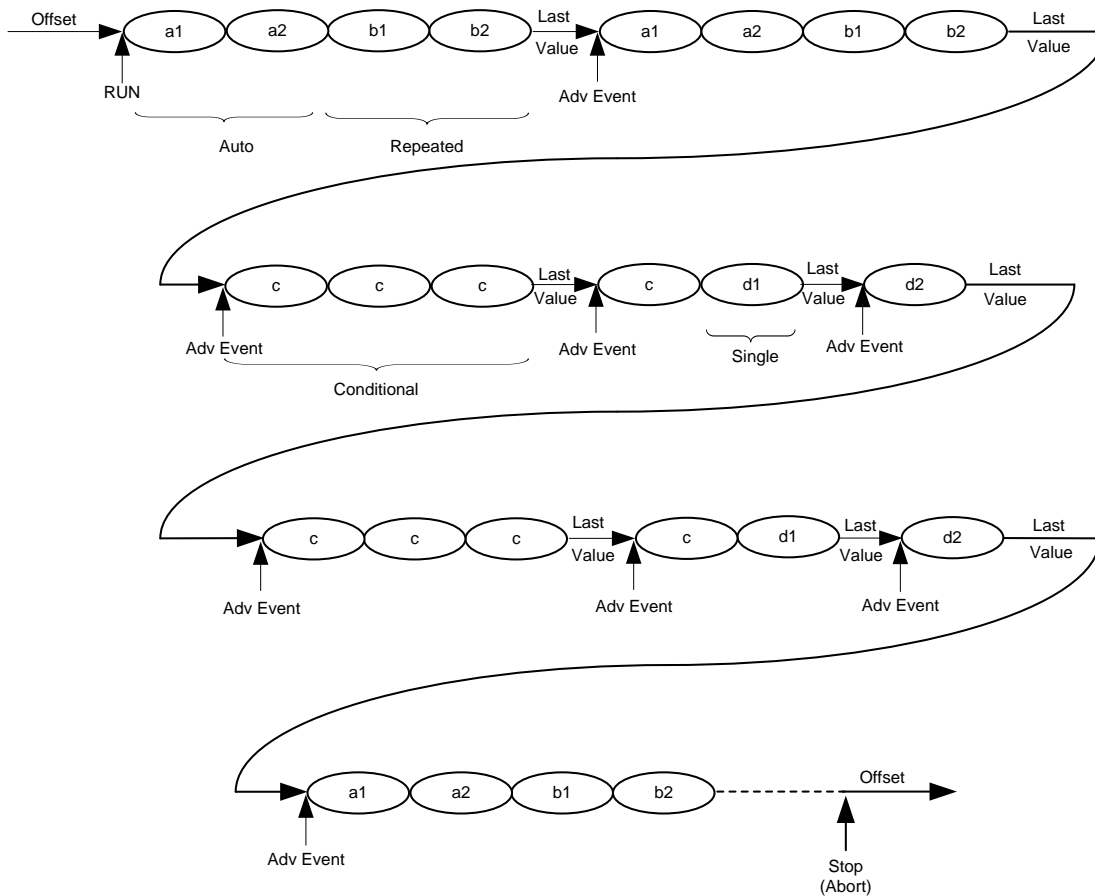 Offset
a1 a2 b1 b2
Last
Value
a1 a2 b1 b2
Last
Value
RUN
Adv Event
Auto
Repeated
c c c
Last
Value
c d1
Last
Value
d2
Last
Value
Adv Event
Adv Event
Adv Event
Conditional
Single
c c c
Last
Value
c d1
Last
Value
d2
Last
Value
Adv Event
Adv Event
Adv Event
a1 a2 b1 b2
Offset
Adv Event
Stop
(Abort)